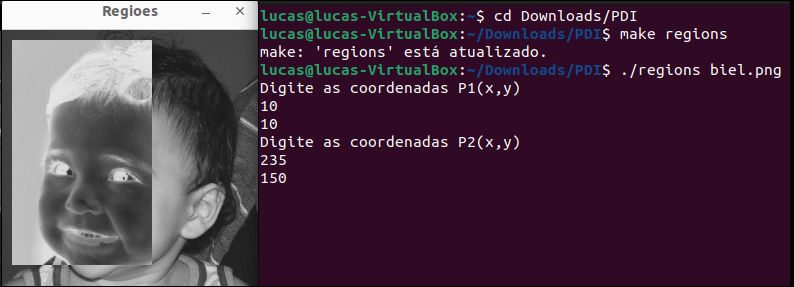 Regioes
lucas@lucas-VirtualBox:~$ cd Downloads/PDI
lucas@lucas-VirtualBox:~/Downloads/PDI$ make regions
make: 'regions' está atualizado.
lucas@lucas-VirtualBox:~/Downloads/PDI$ ./regions biel.png
Digite as coordenadas P1(x,y)
10
10
Digite as coordenadas P2(x,y)
235
150